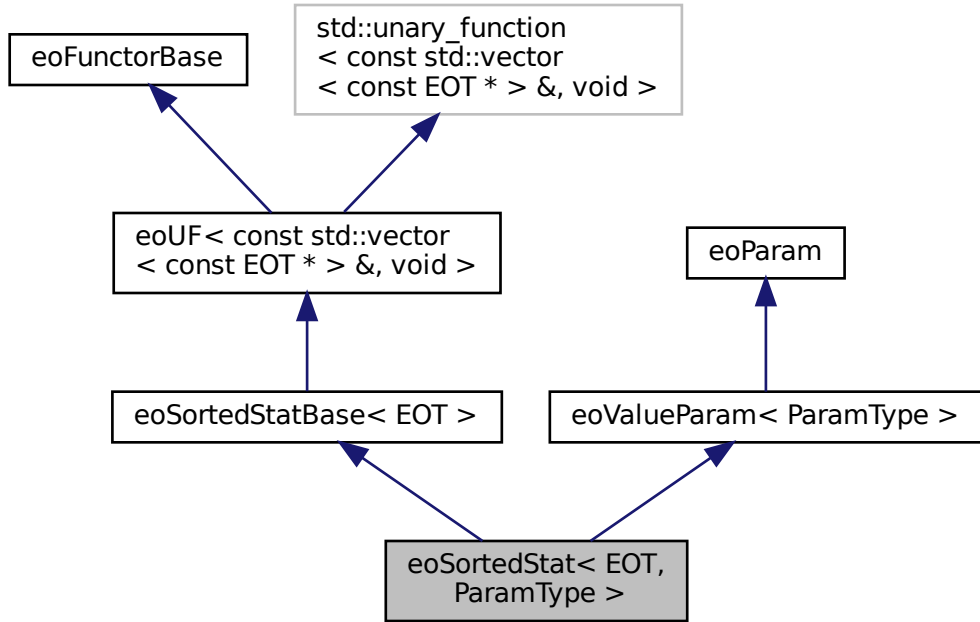 eoFunctorBase
std::unary_function
< const std::vector
< const EOT * > &, void >
eoUF< const std::vector
< const EOT * > &, void >
eoParam
eoSortedStatBase< EOT >
eoValueParam< ParamType >
eoSortedStat< EOT,
ParamType >